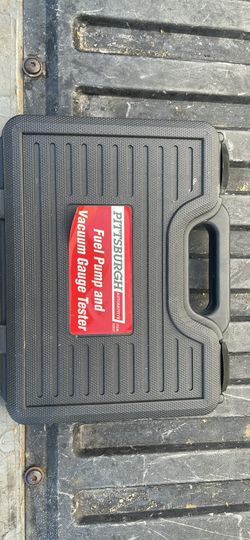 PITTSBURGH
AUTOMOTIVE
Fuel Pump and
Vacuum Gauge Tester